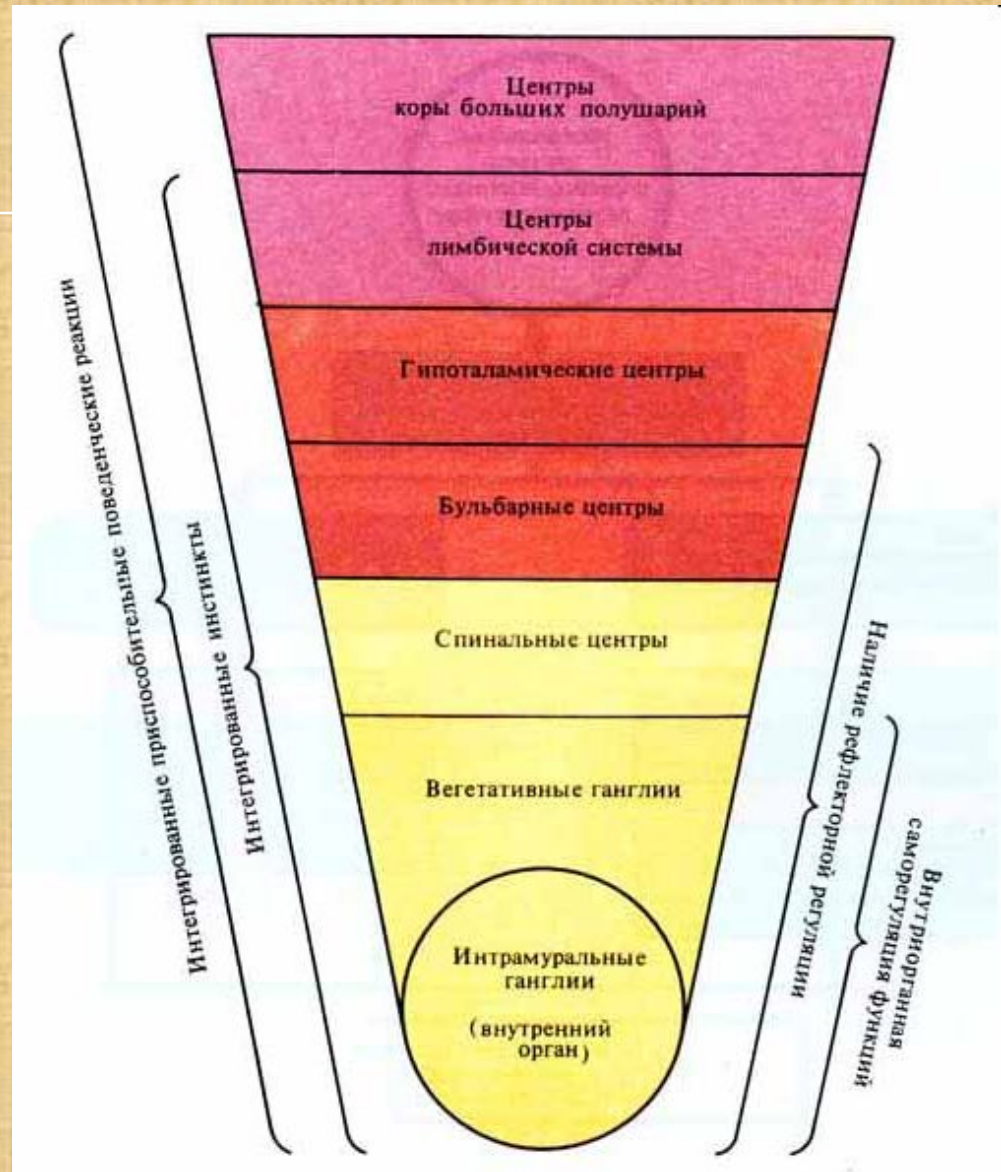 Центры
коры больших полушарий
Центры
лимбической системы
Гипоталамические центры
Бульбарные центры
Спинальные центры
Вегетативные ганглии
Интрамуральные
ганглии
(внутренний
орган)
Интегрированные приспособительные поведенческие реакции
Интегрированные инстинкты
Наличие рефлекторной регуляции
Внутриорганная
саморегуляция функций